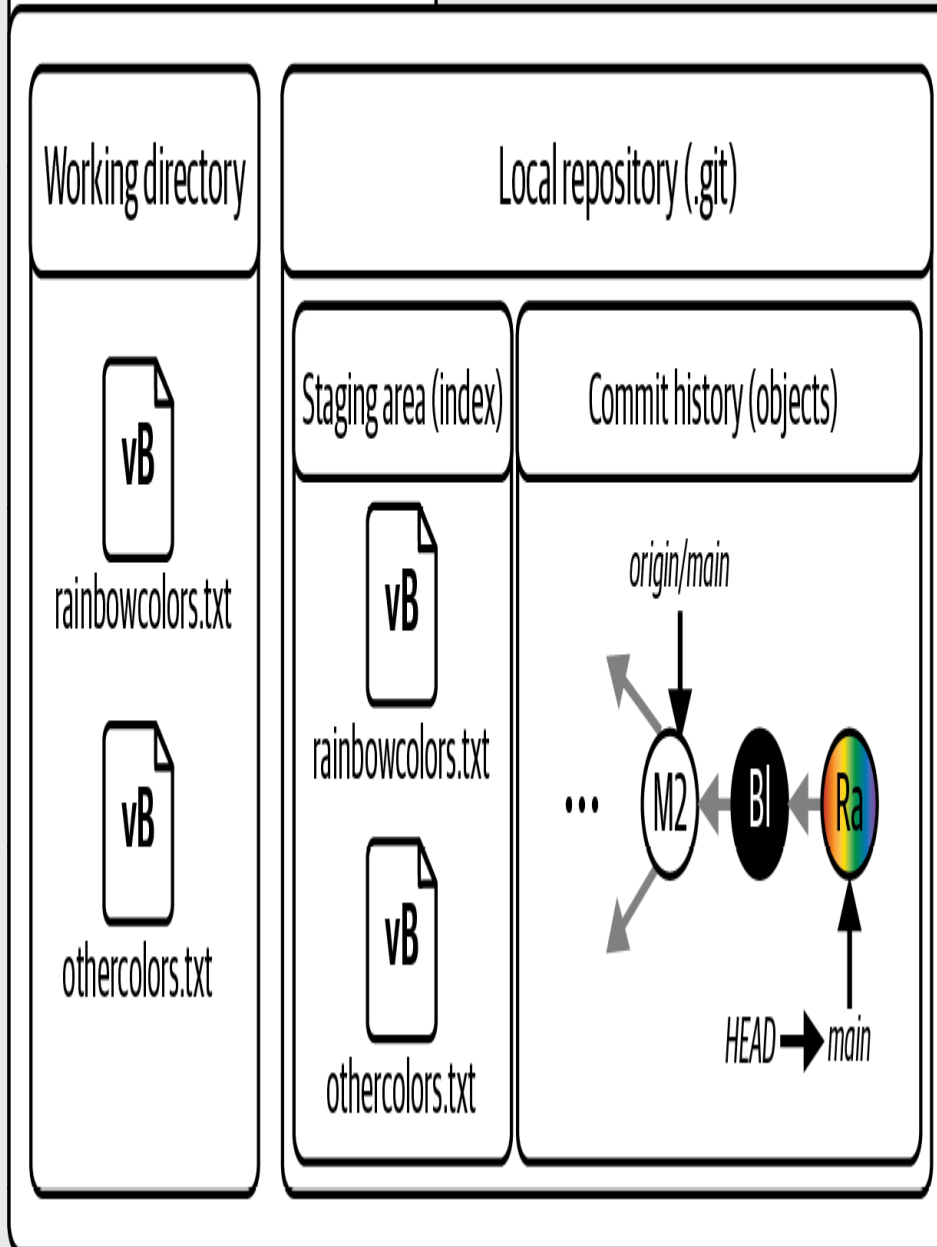 Working directory
Local repository (.git)
vB
rainbowcolors.txt
vB
othercolors.txt
Staging area (index)
vB
rainbowcolors.txt
vB
othercolors.txt
Commit history (objects)
origin/main
... M2 Bl Ra
HEAD main